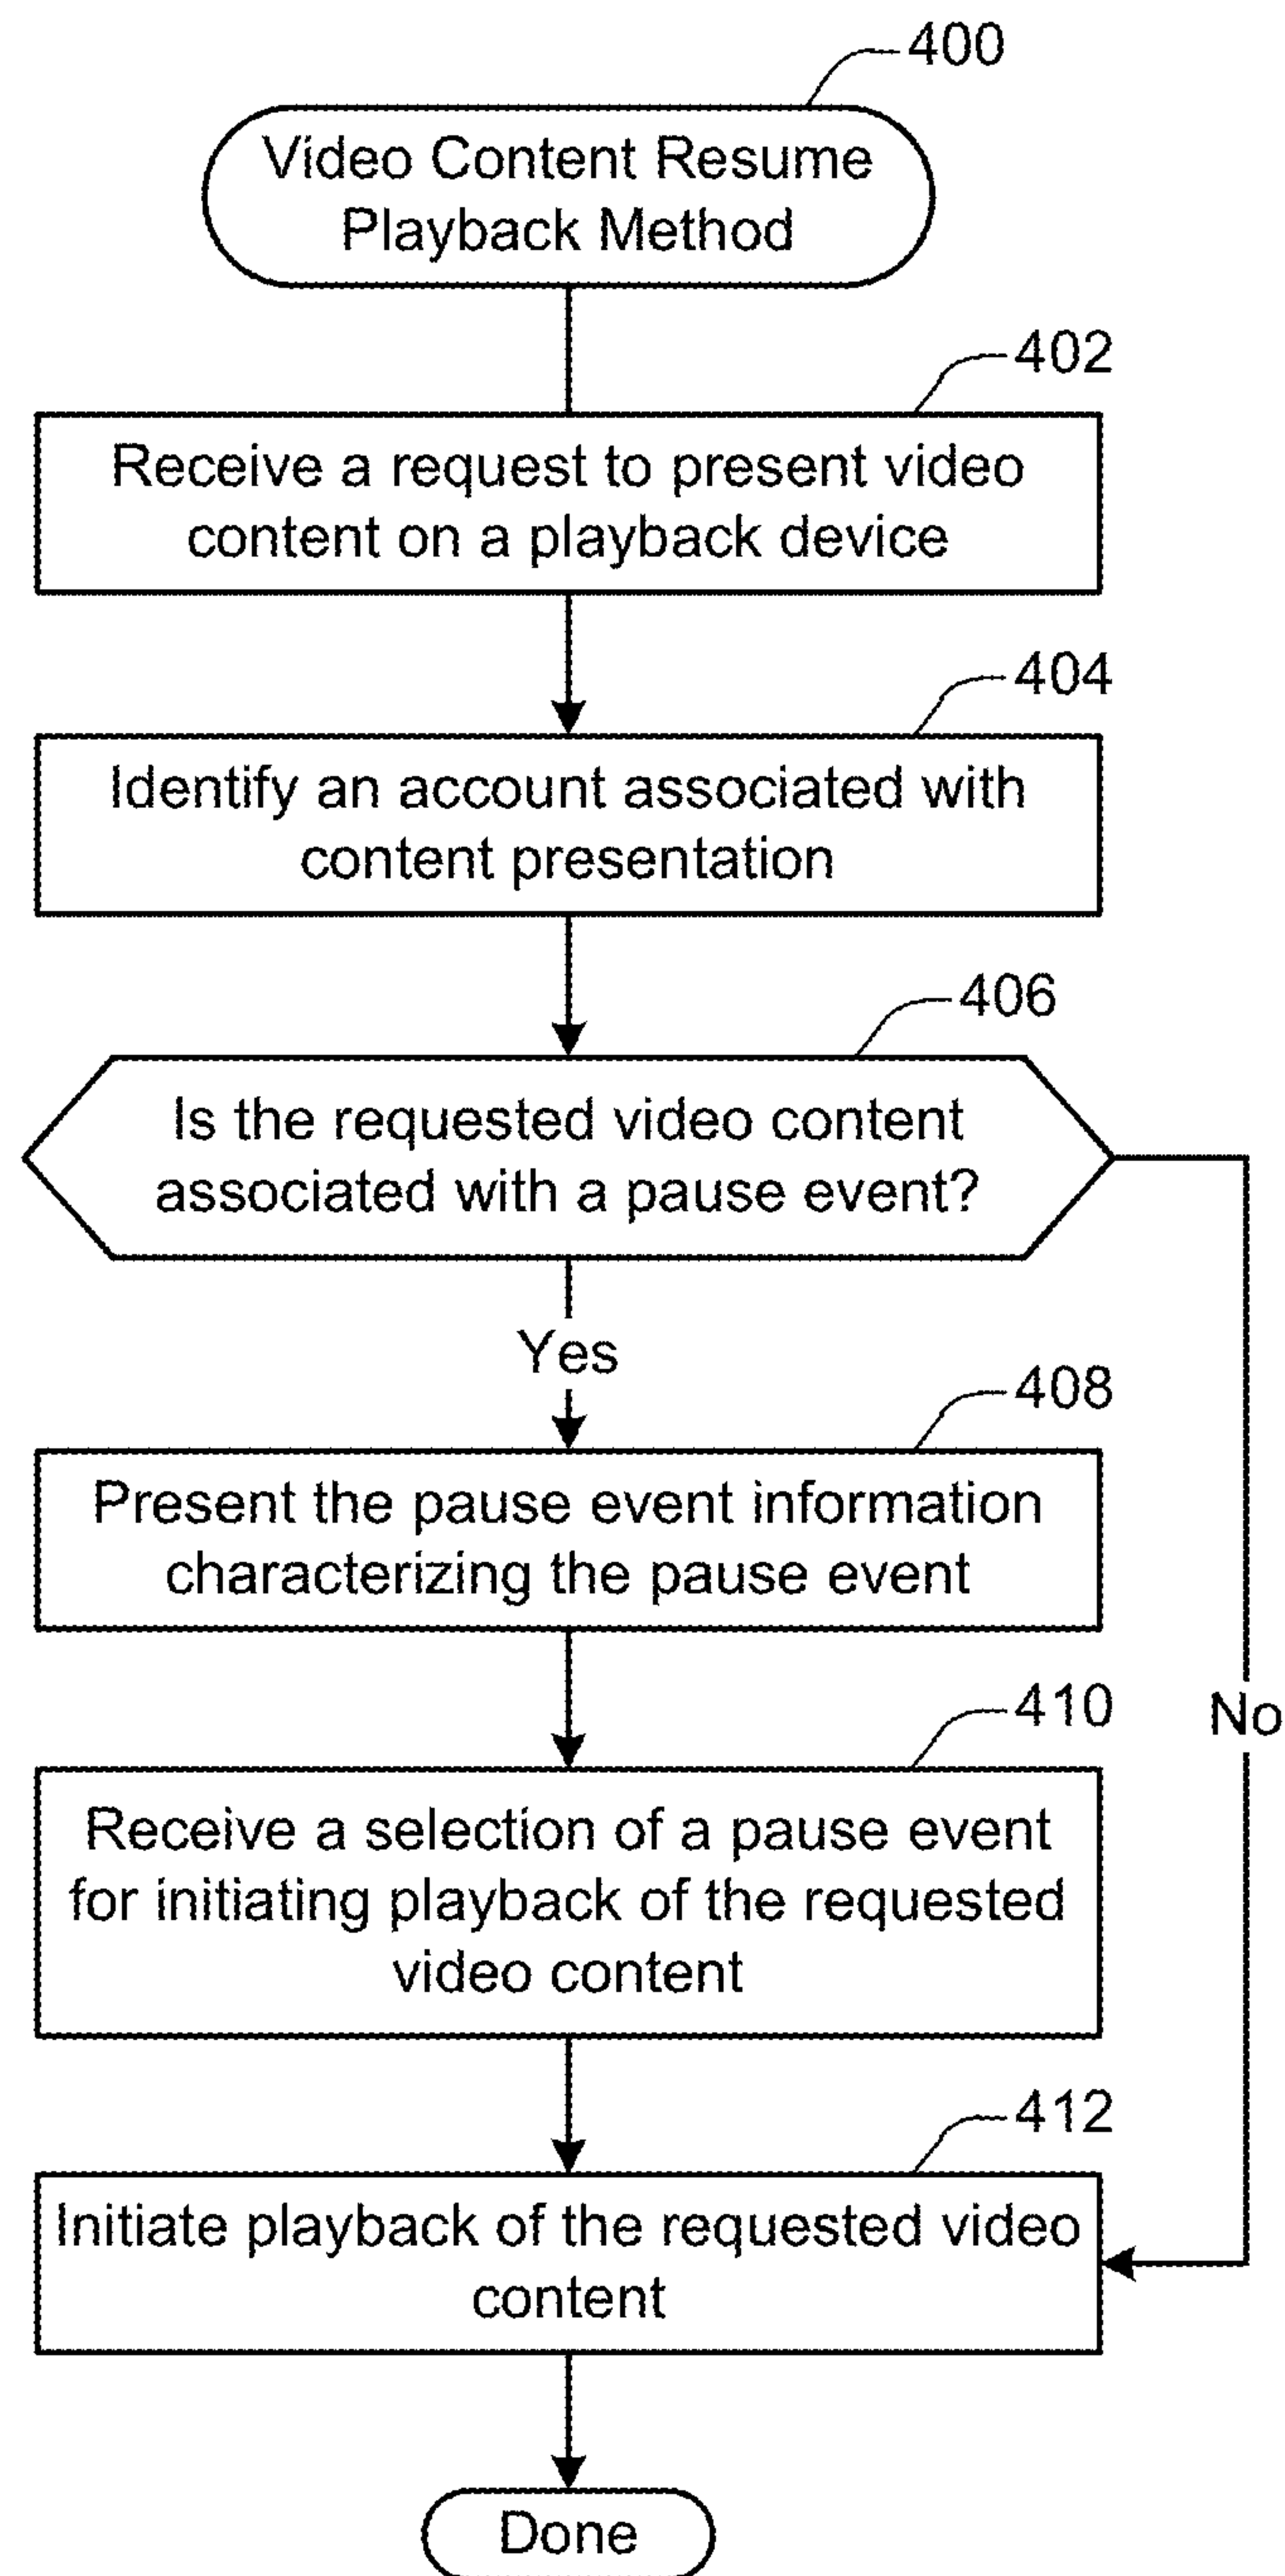 400
Video Content Resume
Playback Method
402
Receive a request to present video
content on a playback device
404
Identify an account associated with
content presentation
406
Is the requested video content
associated with a pause event?
Yes
408
Present the pause event information
characterizing the pause event
410
No
Receive a selection of a pause event
for initiating playback of the requested
video content
412
Initiate playback of the requested video
content
Done